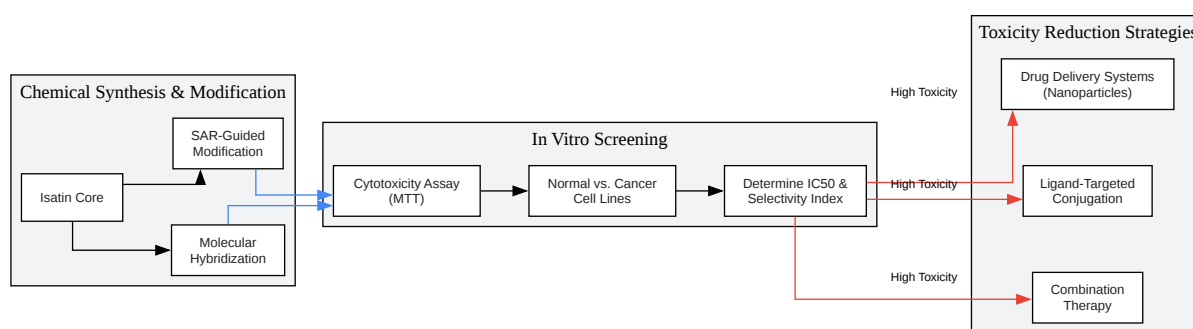 Chemical Synthesis & Modification
SAR-Guided
Modification
Isatin Core
Molecular
Hybridization
In Vitro Screening
Cytotoxicity Assay
(MTT)
Normal vs. Cancer
Cell Lines
Determine IC50 &
Selectivity Index
High Toxicity
High Toxicity
High Toxicity
Toxicity Reduction Strategies
Drug Delivery Systems
(Nanoparticles)
Ligand-Targeted
Conjugation
Combination
Therapy